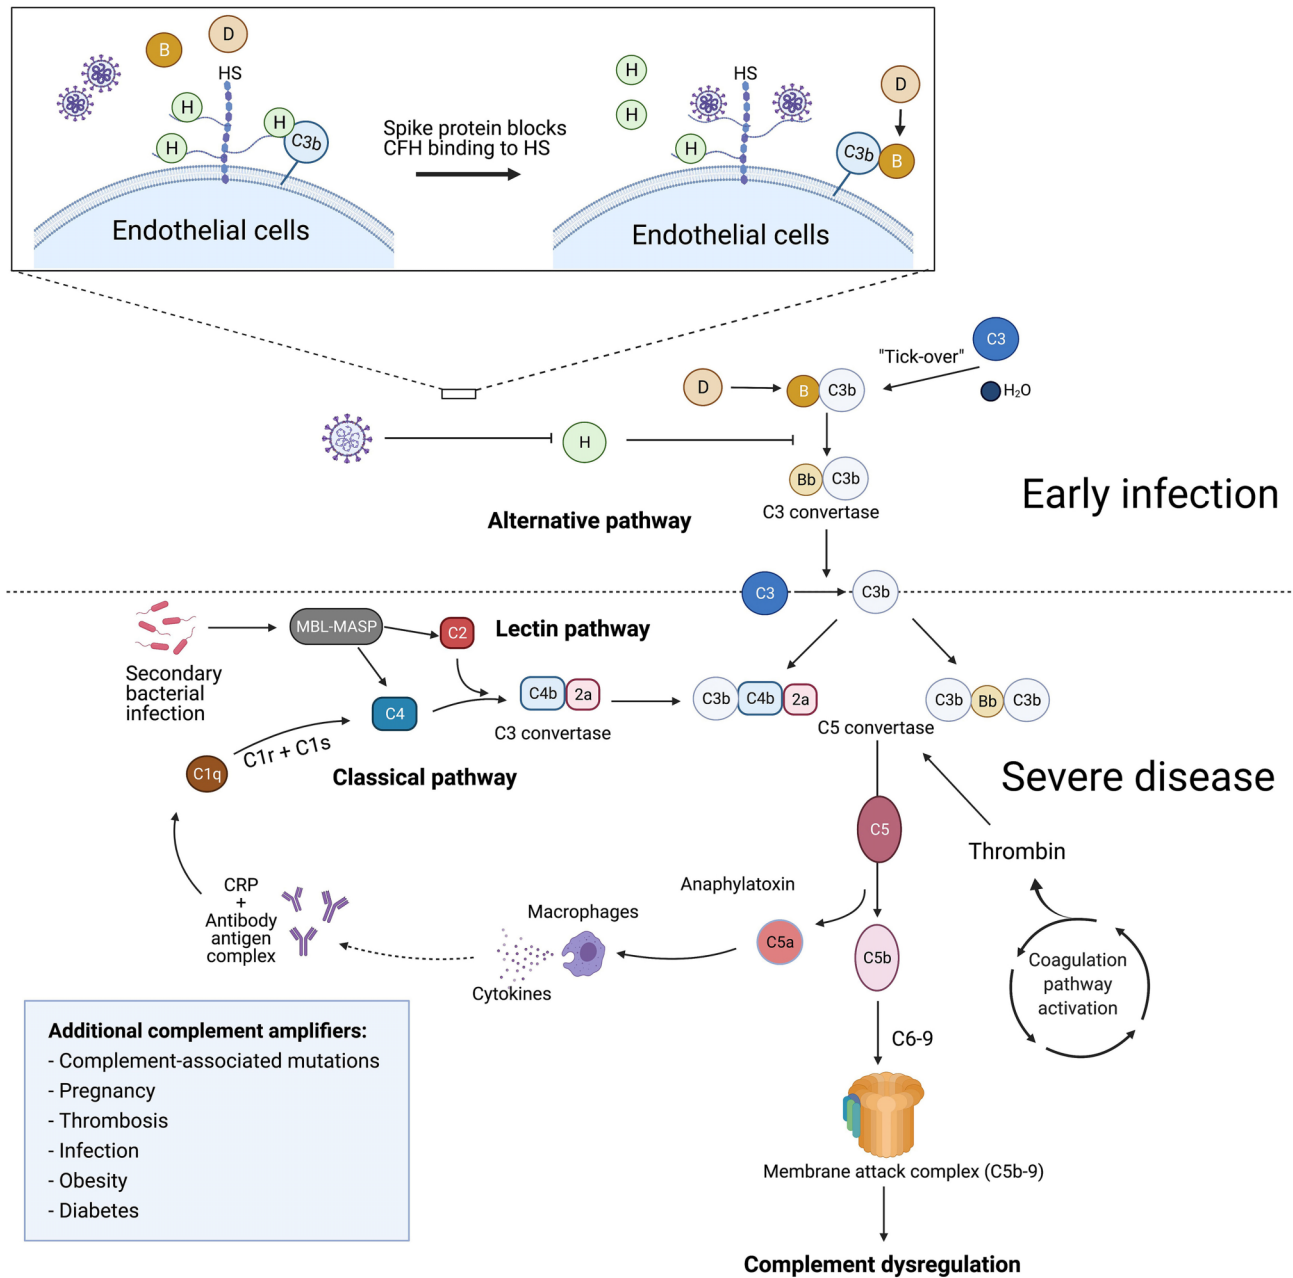 B
D
HS
H
H
H
C3b
Endothelial cells
Spike protein blocks
CFH binding to HS
H
H
HS
H
D
C3b
B
Endothelial cells
C3
"Tick-over"
H₂O
D
B
C3b
H
Bb
C3b
C3 convertase
Alternative pathway
Early infection
C3
C3b
Secondary
bacterial
infection
MBL-MASP
C2
Lectin pathway
C4
C4b
2a
C3 convertase
C3b
C4b
2a
C3b
Bb
C3b
C5 convertase
C1q
C1r + C1s
Classical pathway
Severe disease
C5
Thrombin
Anaphylatoxin
C5a
C5b
Macrophages
Cytokines
CRP
+
Antibody
antigen
complex
Coagulation
pathway
activation
C6-9
Membrane attack complex (C5b-9)
Complement dysregulation
Additional complement amplifiers:
- Complement-associated mutations
- Pregnancy
- Thrombosis
- Infection
- Obesity
- Diabetes